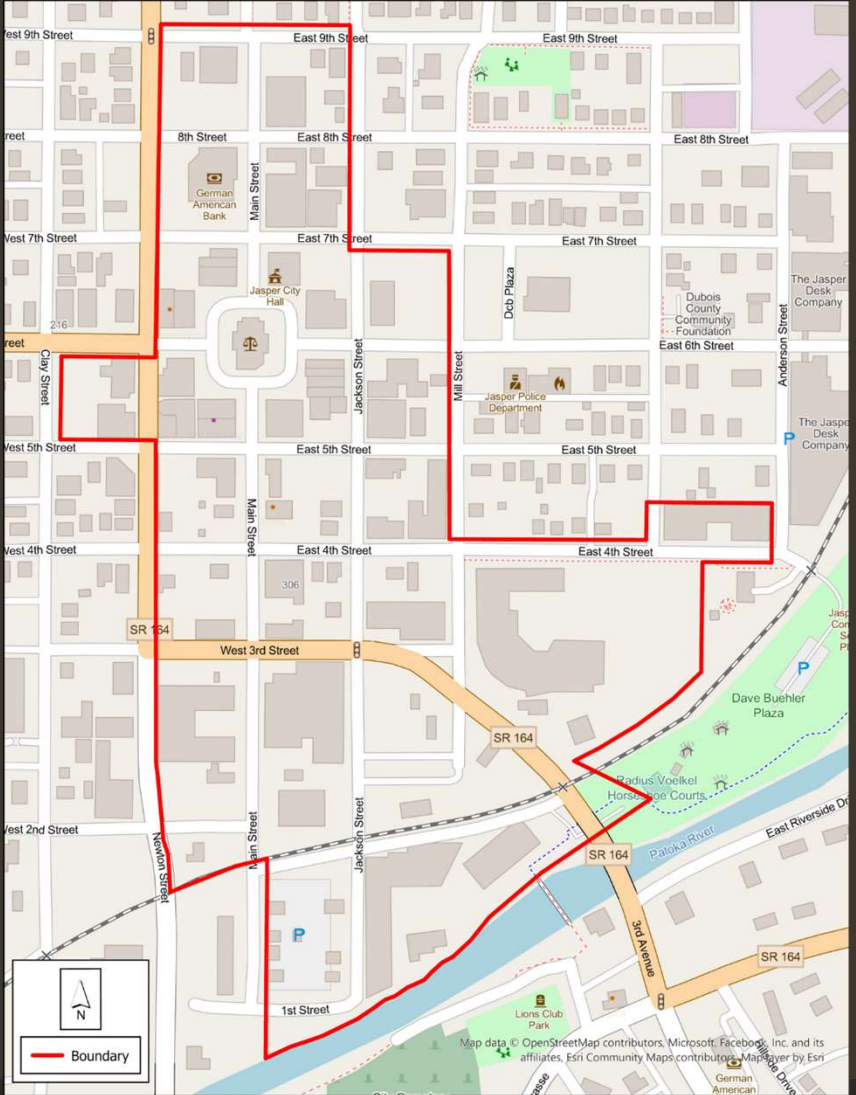 East 9th Street
East 9th Street
8th Street
East 8th Street
East 8th Street
German
American
Bank
Main Street
West 7th Street
East 7th Street
East 7th Street
Jasper City
Hall
Dcb Plaza
Dubois
County
Community
Foundation
The Jasper
Desk
Company
Anderson Street
216
East 6th Street
Clay Street
Jackson Street
Mill Street
Jasper Police
Department
P
The Jaspe
Desk
Company
West 5th Street
East 5th Street
East 5th Street
Main Street
West 4th Street
East 4th Street
East 4th Street
306
SR 164
West 3rd Street
P
Dave Buehler
Plaza
SR 164
Radius Voelkel
Horseshoe Courts
Newton Street
Main Street
Jackson Street
West 2nd Street
East Riverside Dr
Patoka River
SR 164
P
3rd Avenue
SR 164
1st Street
Lions Club
Park
N
Boundary
Map data © OpenStreetMap contributors, Microsoft, Facebook, Inc. and its
affiliates, Esri Community Maps contributors, Map layer by Esri
Hillside Drive
German
American